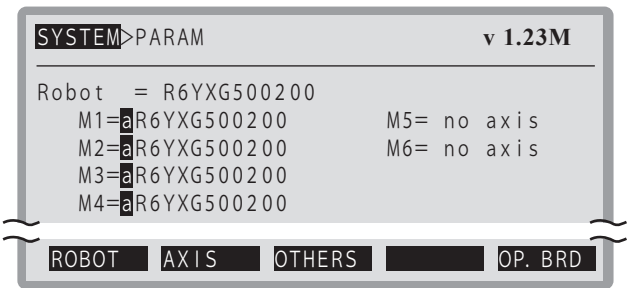 SYSTEM>PARAM v 1.23M
Robot = R6YXG500200
M1=aR6YXG500200 M5= no axis
M2=aR6YXG500200 M6= no axis
M3=aR6YXG500200
M4=aR6YXG500200
ROBOT AXIS OTHERS OP. BRD